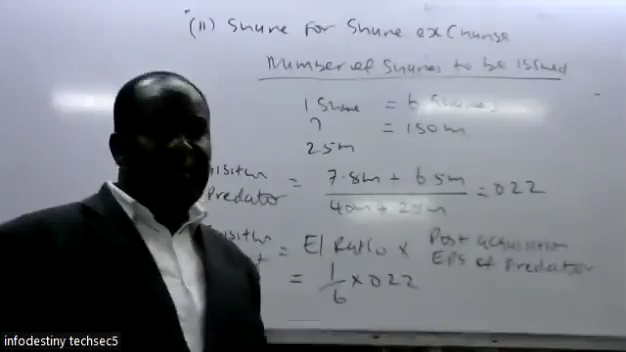 (II) Share for Share exchange
Number of Shares to be issued
1 Share = 6 Shares
? = 150m
25m
Predator = 7.8m + 6.5m = 0.22
40m + 25m
= E/Ratio x Post acquisition
EPS of Predator
= 1/6 x 0.22
infodestiny techsec5